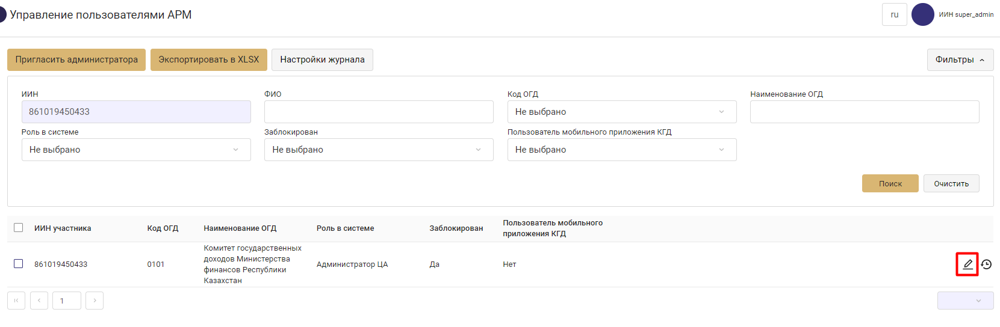 Управление пользователями АРМ
ru
ИИН super_admin
Пригласить администратора
Экспортировать в XLSX
Настройки журнала
Фильтры
ИИН
ФИО
Код ОГД
Наименование ОГД
861019450433
Не выбрано
Роль в системе
Заблокирован
Пользователь мобильного приложения КГД
Не выбрано
Не выбрано
Не выбрано
Поиск
Очистить
ИИН участника
Код ОГД
Наименование ОГД
Роль в системе
Заблокирован
Пользователь мобильного
приложения КГД
861019450433
0101
Комитет государственных
доходов Министерства
финансов Республики
Казахстан
Администратор ЦА
Да
Нет
1